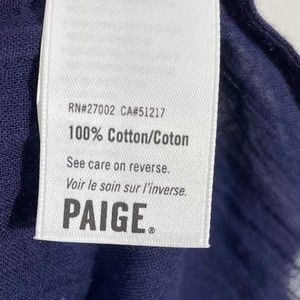 RN#27002 CA#51217
100% Cotton/Coton
See care on reverse.
Voir le soin sur l'inverse.
PAIGE®